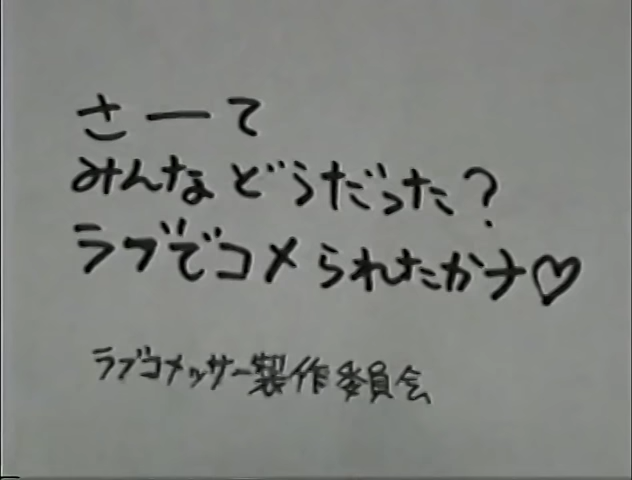 さーて
みんなどうだった?
ラブでコメられたかナ♡
ラブコメッサー製作委員会